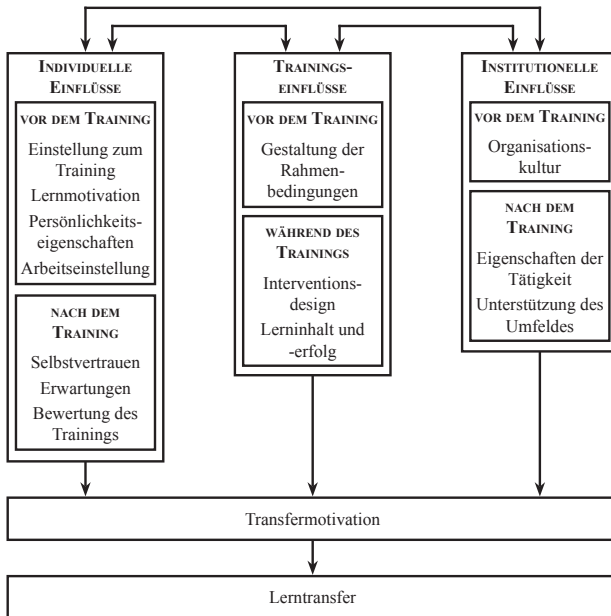 INDIVIDUELLE
EINFLÜSSE
VOR DEM TRAINING
Einstellung zum
Training
Lernmotivation
Persönlichkeits-
eigenschaften
Arbeitseinstellung
NACH DEM
TRAINING
Selbstvertrauen
Erwartungen
Bewertung des
Trainings
TRAININGS-
EINFLÜSSE
VOR DEM TRAINING
Gestaltung der
Rahmen-
bedingungen
WÄHREND DES
TRAININGS
Interventions-
design
Lerninhalt und
-erfolg
INSTITUTIONELLE
EINFLÜSSE
VOR DEM TRAINING
Organisations-
kultur
NACH DEM
TRAINING
Eigenschaften der
Tätigkeit
Unterstützung des
Umfeldes
Transfermotivation
Lerntransfer